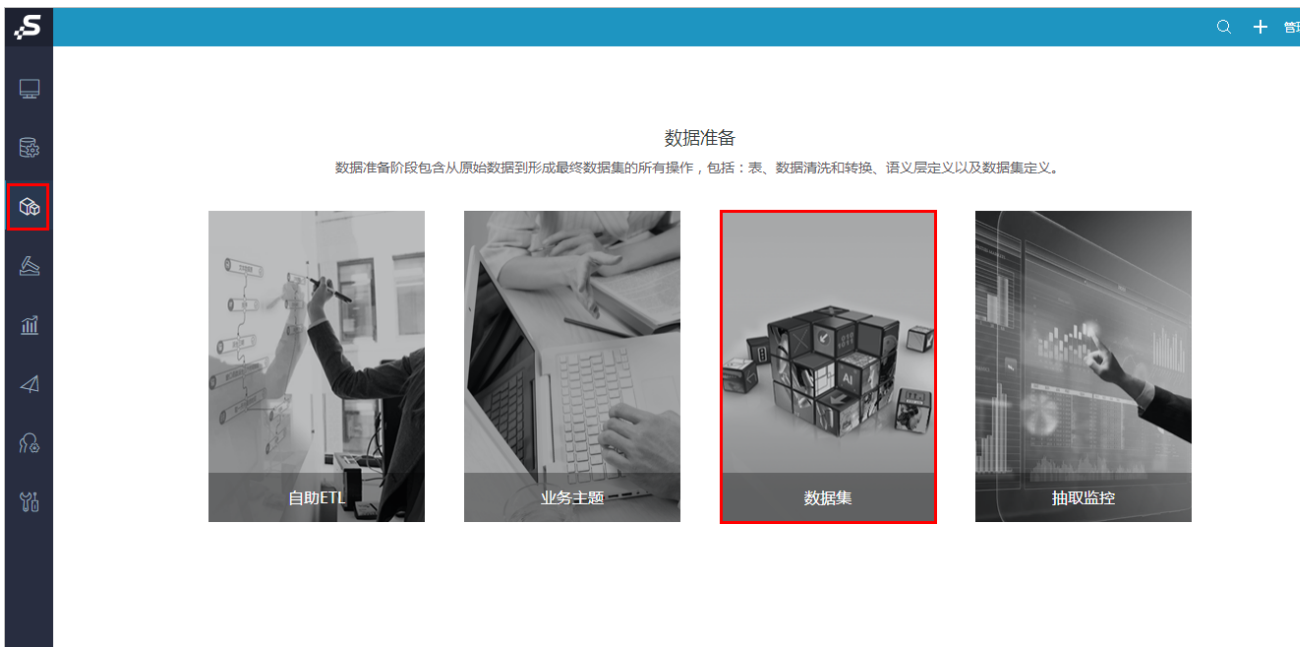 数据准备
数据准备阶段包含从原始数据到形成最终数据集的所有操作，包括：表、数据清洗和转换、语义层定义以及数据集定义。
自助ETL
业务主题
数据集
抽取监控